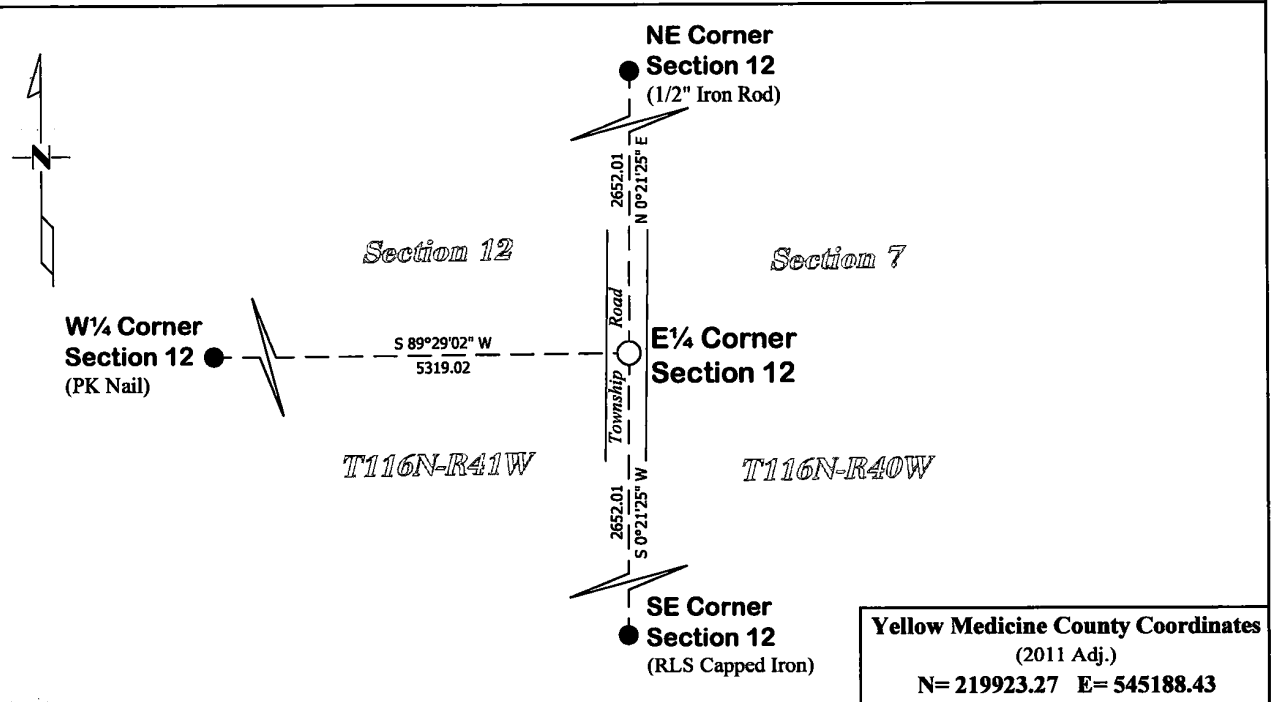 NE Corner
Section 12
(1/2" Iron Rod)
N
2652.01
N 0°21'25" E
Section 12
Section 7
Township Road
W¼ Corner
Section 12
(PK Nail)
S 89°29'02" W
5319.02
E¼ Corner
Section 12
T116N-R41W
T116N-R40W
2652.01
S 0°21'25" W
SE Corner
Section 12
(RLS Capped Iron)
Yellow Medicine County Coordinates
(2011 Adj.)
N= 219923.27 E= 545188.43